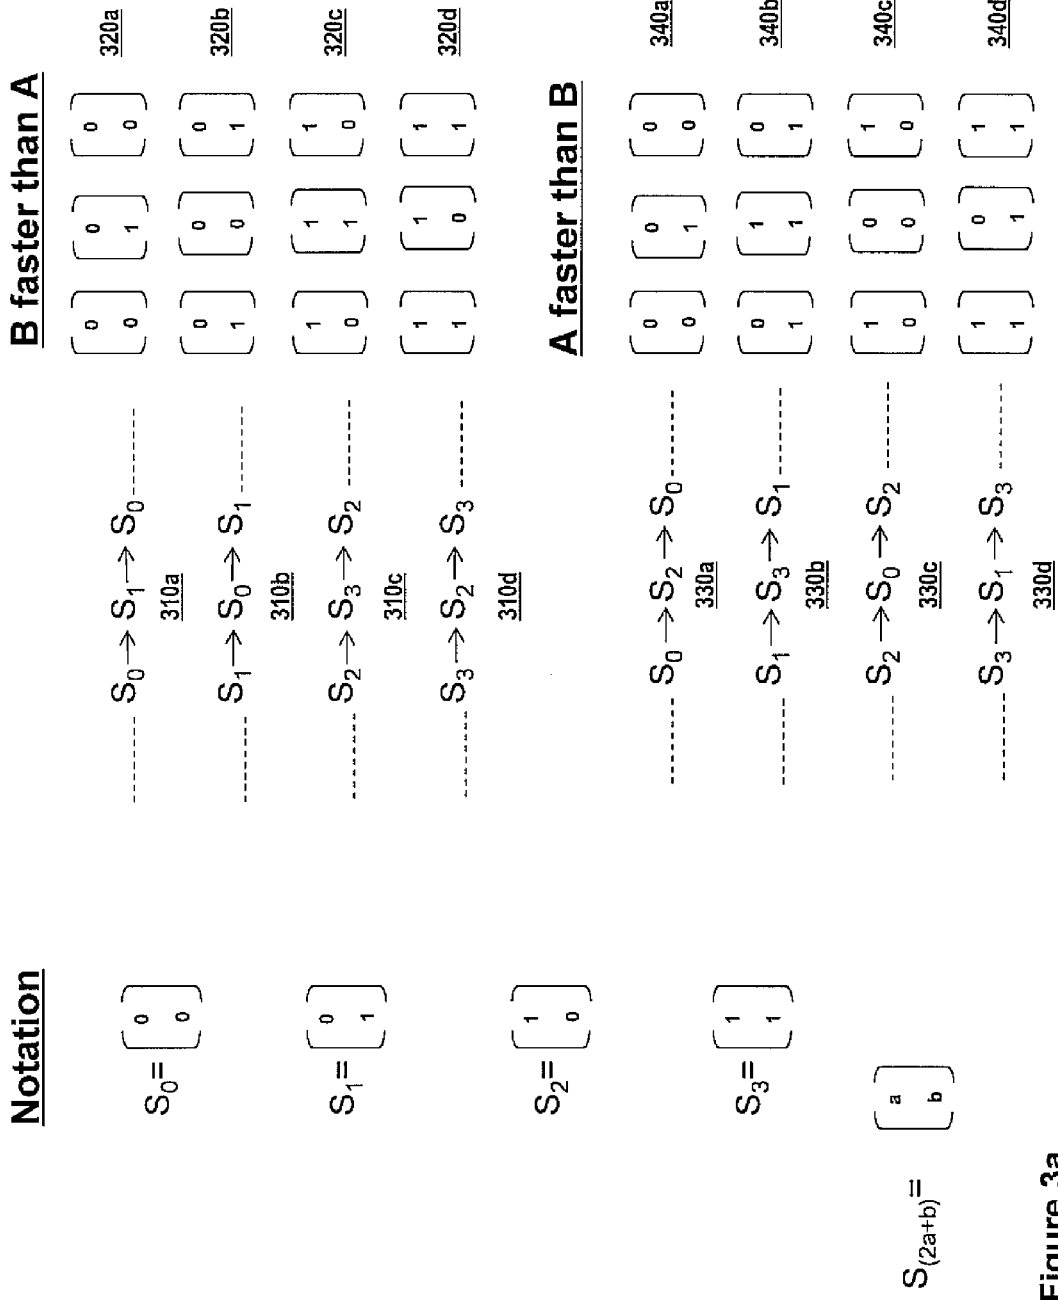 Notation
S0= 0
0
S1= 0
1
S2= 1
0
S3= 1
1
S(2a+b)= a
b
B faster than A
S0→S1→S0
310a
0 0 0
0 1 0
320a
S1→S0→S1
310b
0 0 0
1 0 1
320b
S2→S3→S2
310c
1 1 1
0 1 0
320c
S3→S2→S3
310d
1 1 1
1 0 1
320d
A faster than B
S0→S2→S0
330a
0 0 0
0 1 0
340a
S1→S3→S1
330b
0 1 0
1 1 1
340b
S2→S0→S2
330c
1 0 1
0 0 0
340c
S3→S1→S3
330d
1 0 1
1 1 1
340d
Figure 3a